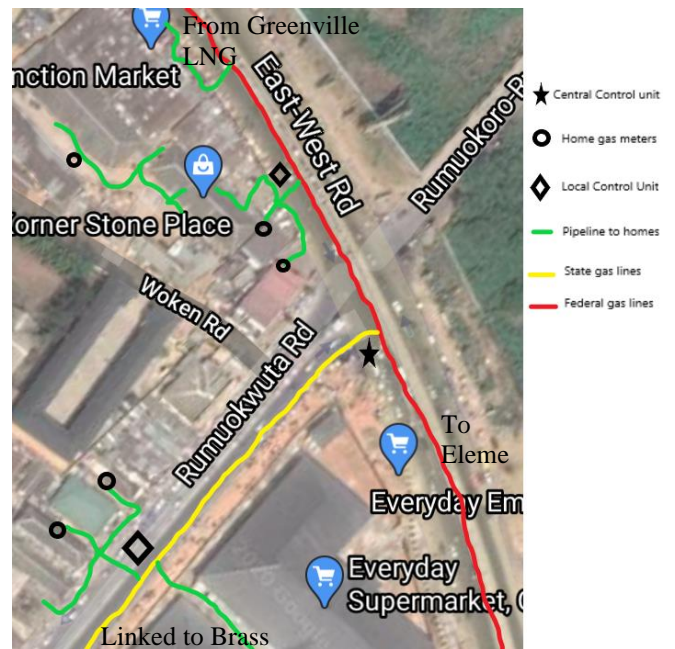 From Greenville
LNG
nction Market
East-West Rd
Rumuokoro-R
Central Control unit
Home gas meters
Local Control Unit
Pipeline to homes
State gas lines
Federal gas lines
orner Stone Place
Woken Rd
Rumuokwuta Rd
To
Eleme
Everyday Em
Everyday
Supermarket,
Linked to Brass